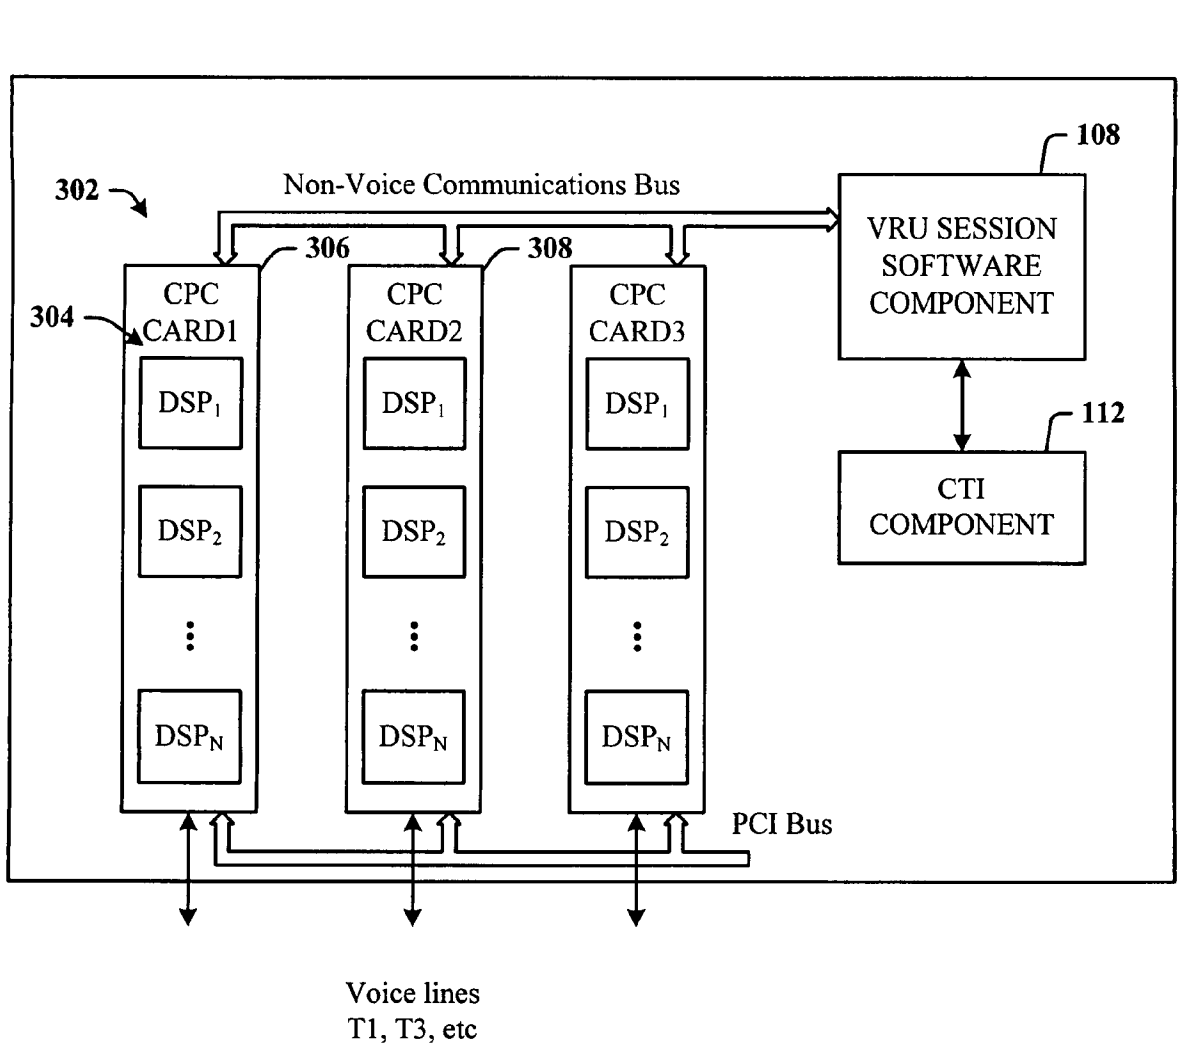 108
Non-Voice Communications Bus
302
VRU SESSION
SOFTWARE
COMPONENT
306
308
304
CPC
CARD1
DSP1
DSP2
DSPN
CPC
CARD2
DSP1
DSP2
DSPN
CPC
CARD3
DSP1
DSP2
DSPN
112
CTI
COMPONENT
PCI Bus
Voice lines
T1, T3, etc